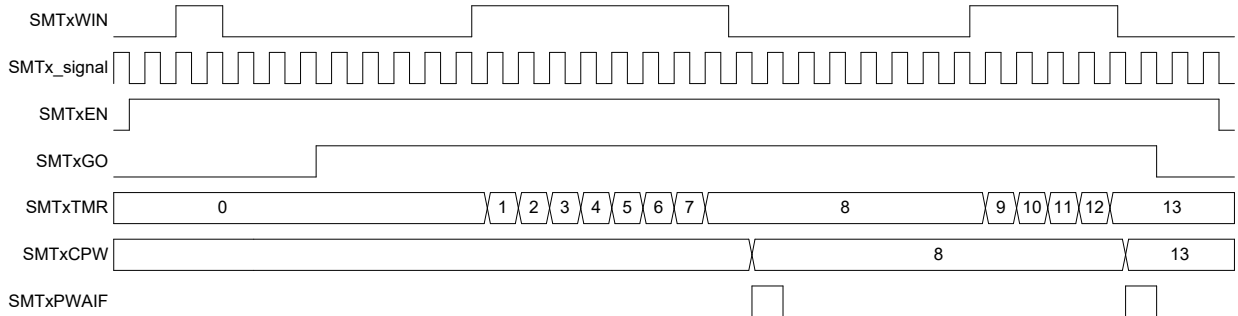 SMTxWIN
SMTx_signal
SMTxEN
SMTxGO
SMTxTMR 0 1 2 3 4 5 6 7 8 9 10 11 12 13
SMTxCPW 8 13
SMTxPWAIF